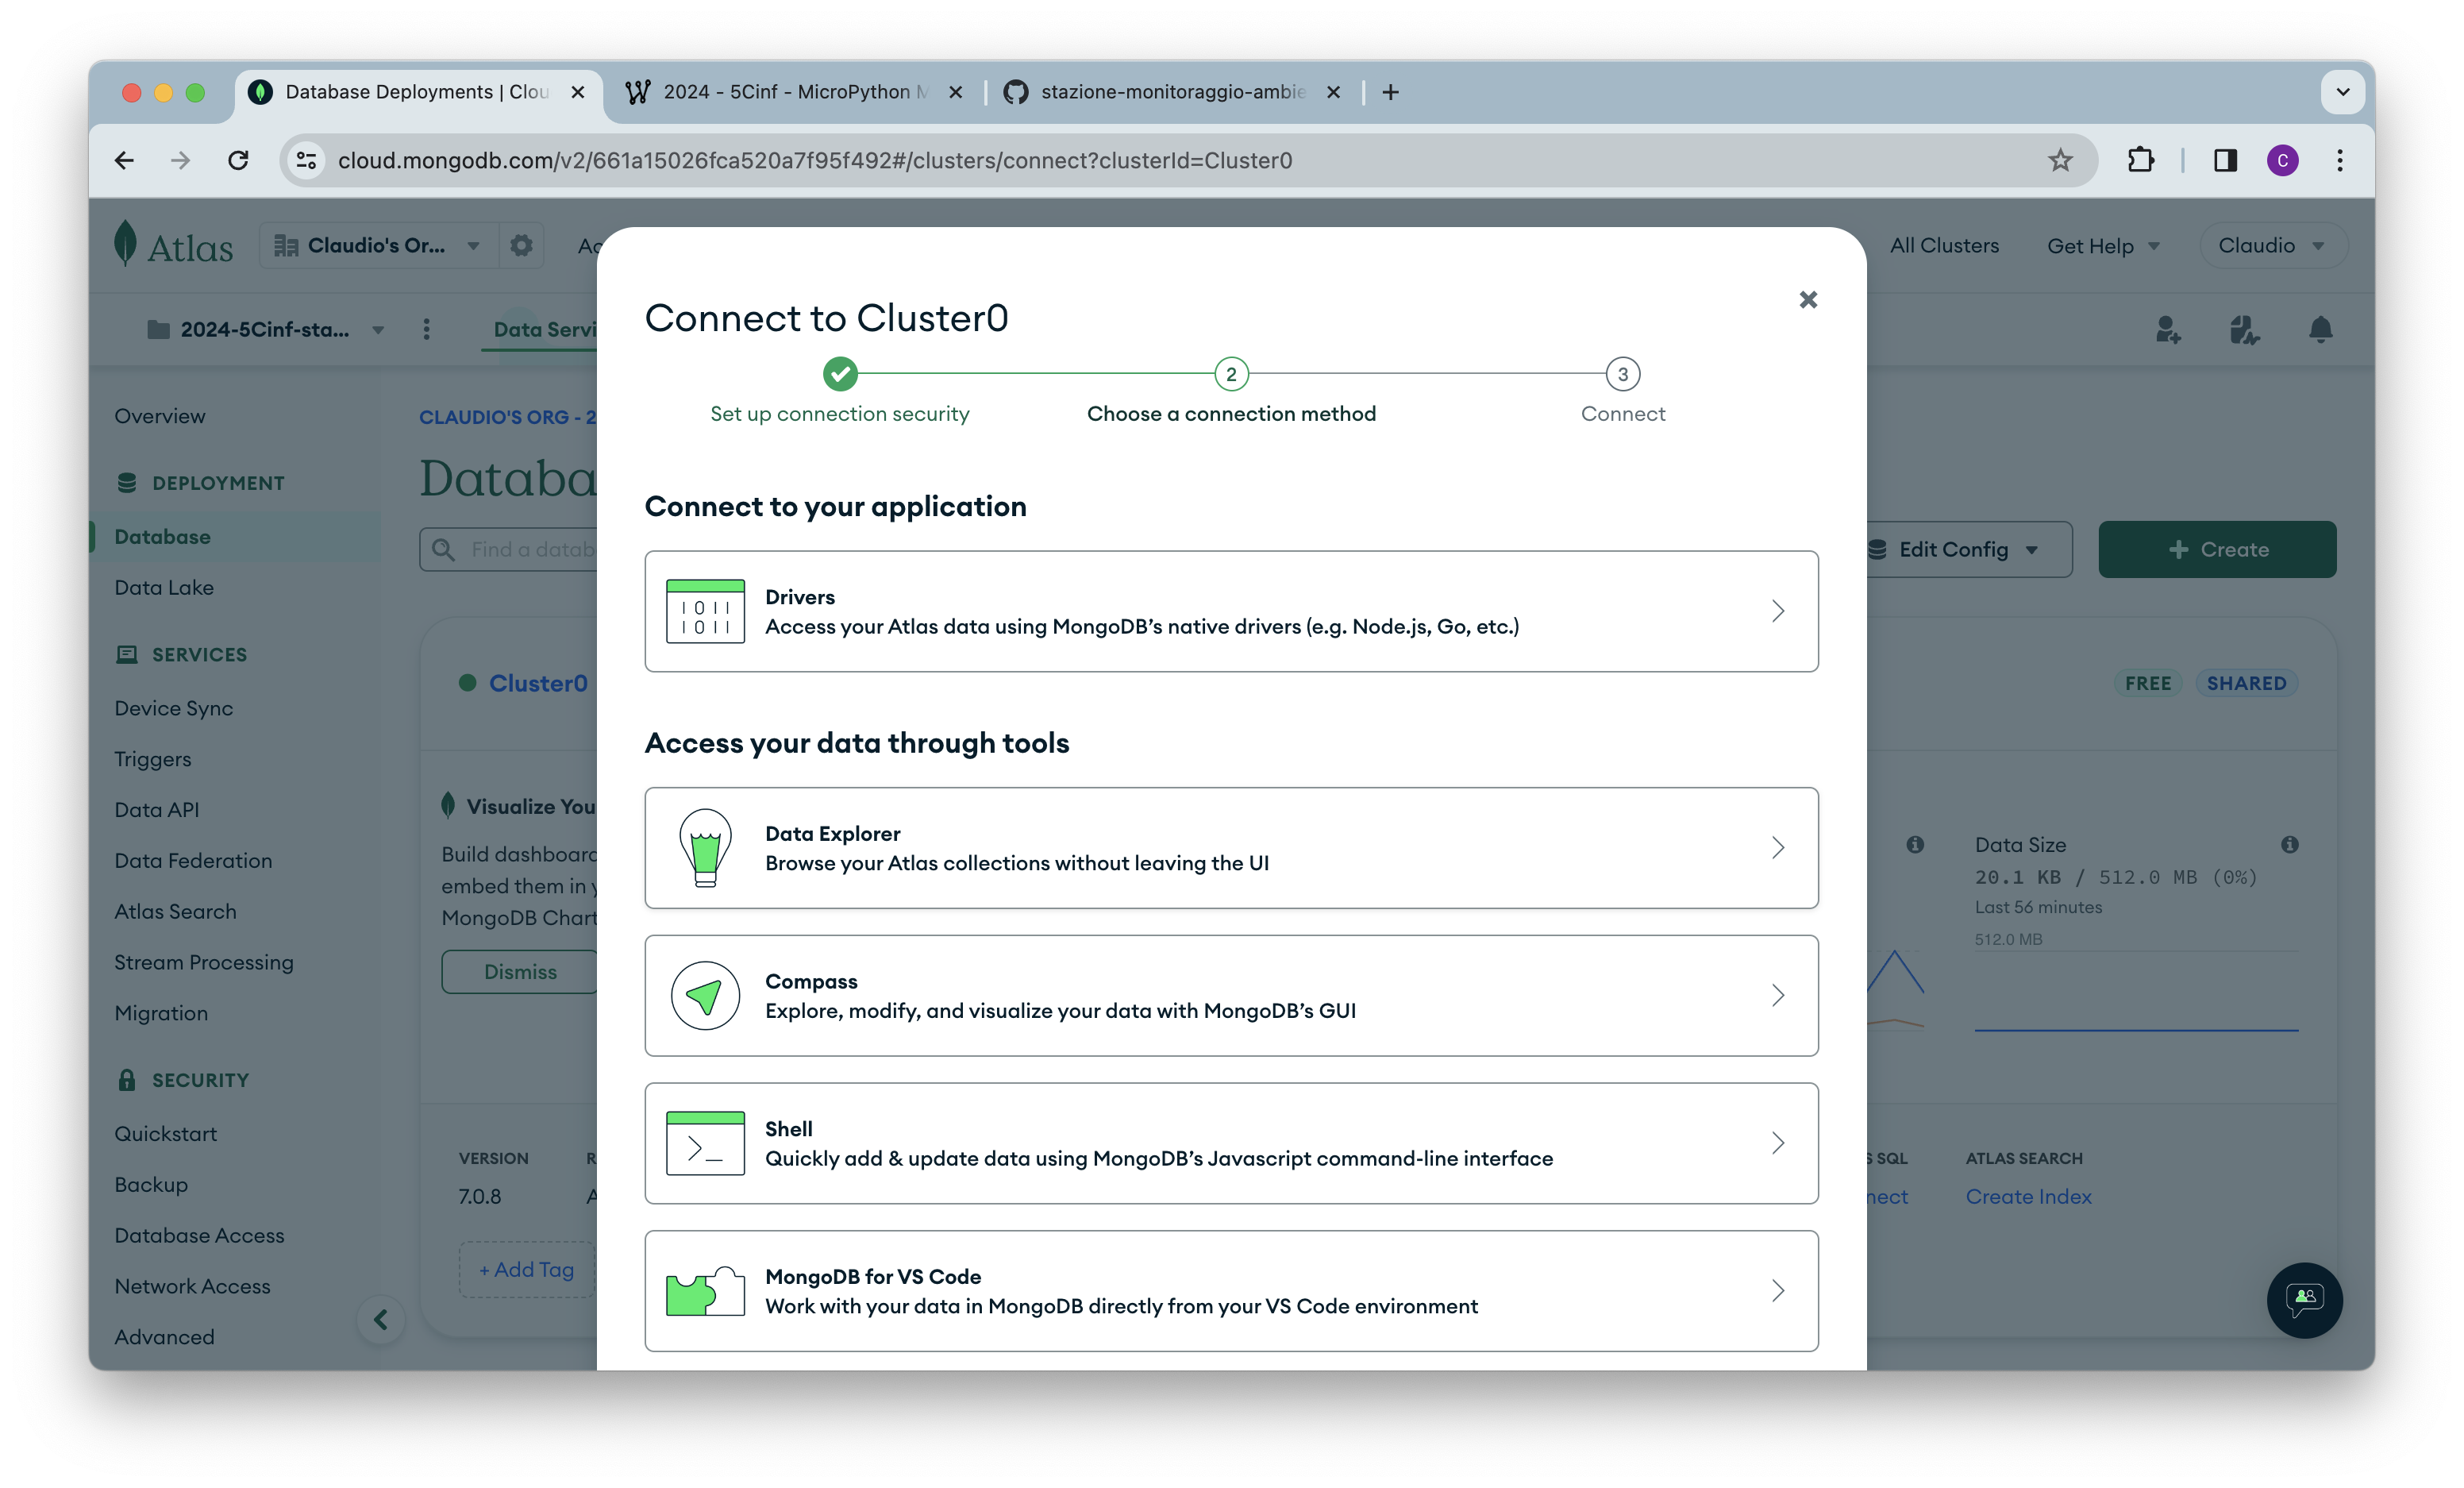 Database Deployments | Clou
2024 - 5Cinf - MicroPython M
stazione-monitoraggio-ambie
cloud.mongodb.com/v2/661a15026fca520a7f95f492#/clusters/connect?clusterId=Cluster0
C
Atlas
Claudio's Or...
Ac
All Clusters
Get Help
Claudio
2024-5Cinf-sta...
Data Servi
Overview
DEPLOYMENT
Database
Data Lake
SERVICES
Device Sync
Triggers
Data API
Data Federation
Atlas Search
Stream Processing
Migration
SECURITY
Quickstart
Backup
Database Access
Network Access
Advanced
CLAUDIO'S ORG - 2
Databa
Find a datab
Edit Config
+ Create
Cluster0
FREE
SHARED
Visualize You
Build dashboard
embed them in y
MongoDB Chart
Dismiss
Data Size
20.1 KB / 512.0 MB (0%)
Last 56 minutes
512.0 MB
VERSION
7.0.8
R
A
S SQL
nect
ATLAS SEARCH
Create Index
+ Add Tag
Connect to Cluster0
2
3
Set up connection security
Choose a connection method
Connect
Connect to your application
1011
1011
Drivers
Access your Atlas data using MongoDB’s native drivers (e.g. Node.js, Go, etc.)
Access your data through tools
Data Explorer
Browse your Atlas collections without leaving the UI
Compass
Explore, modify, and visualize your data with MongoDB’s GUI
Shell
Quickly add & update data using MongoDB’s Javascript command-line interface
MongoDB for VS Code
Work with your data in MongoDB directly from your VS Code environment